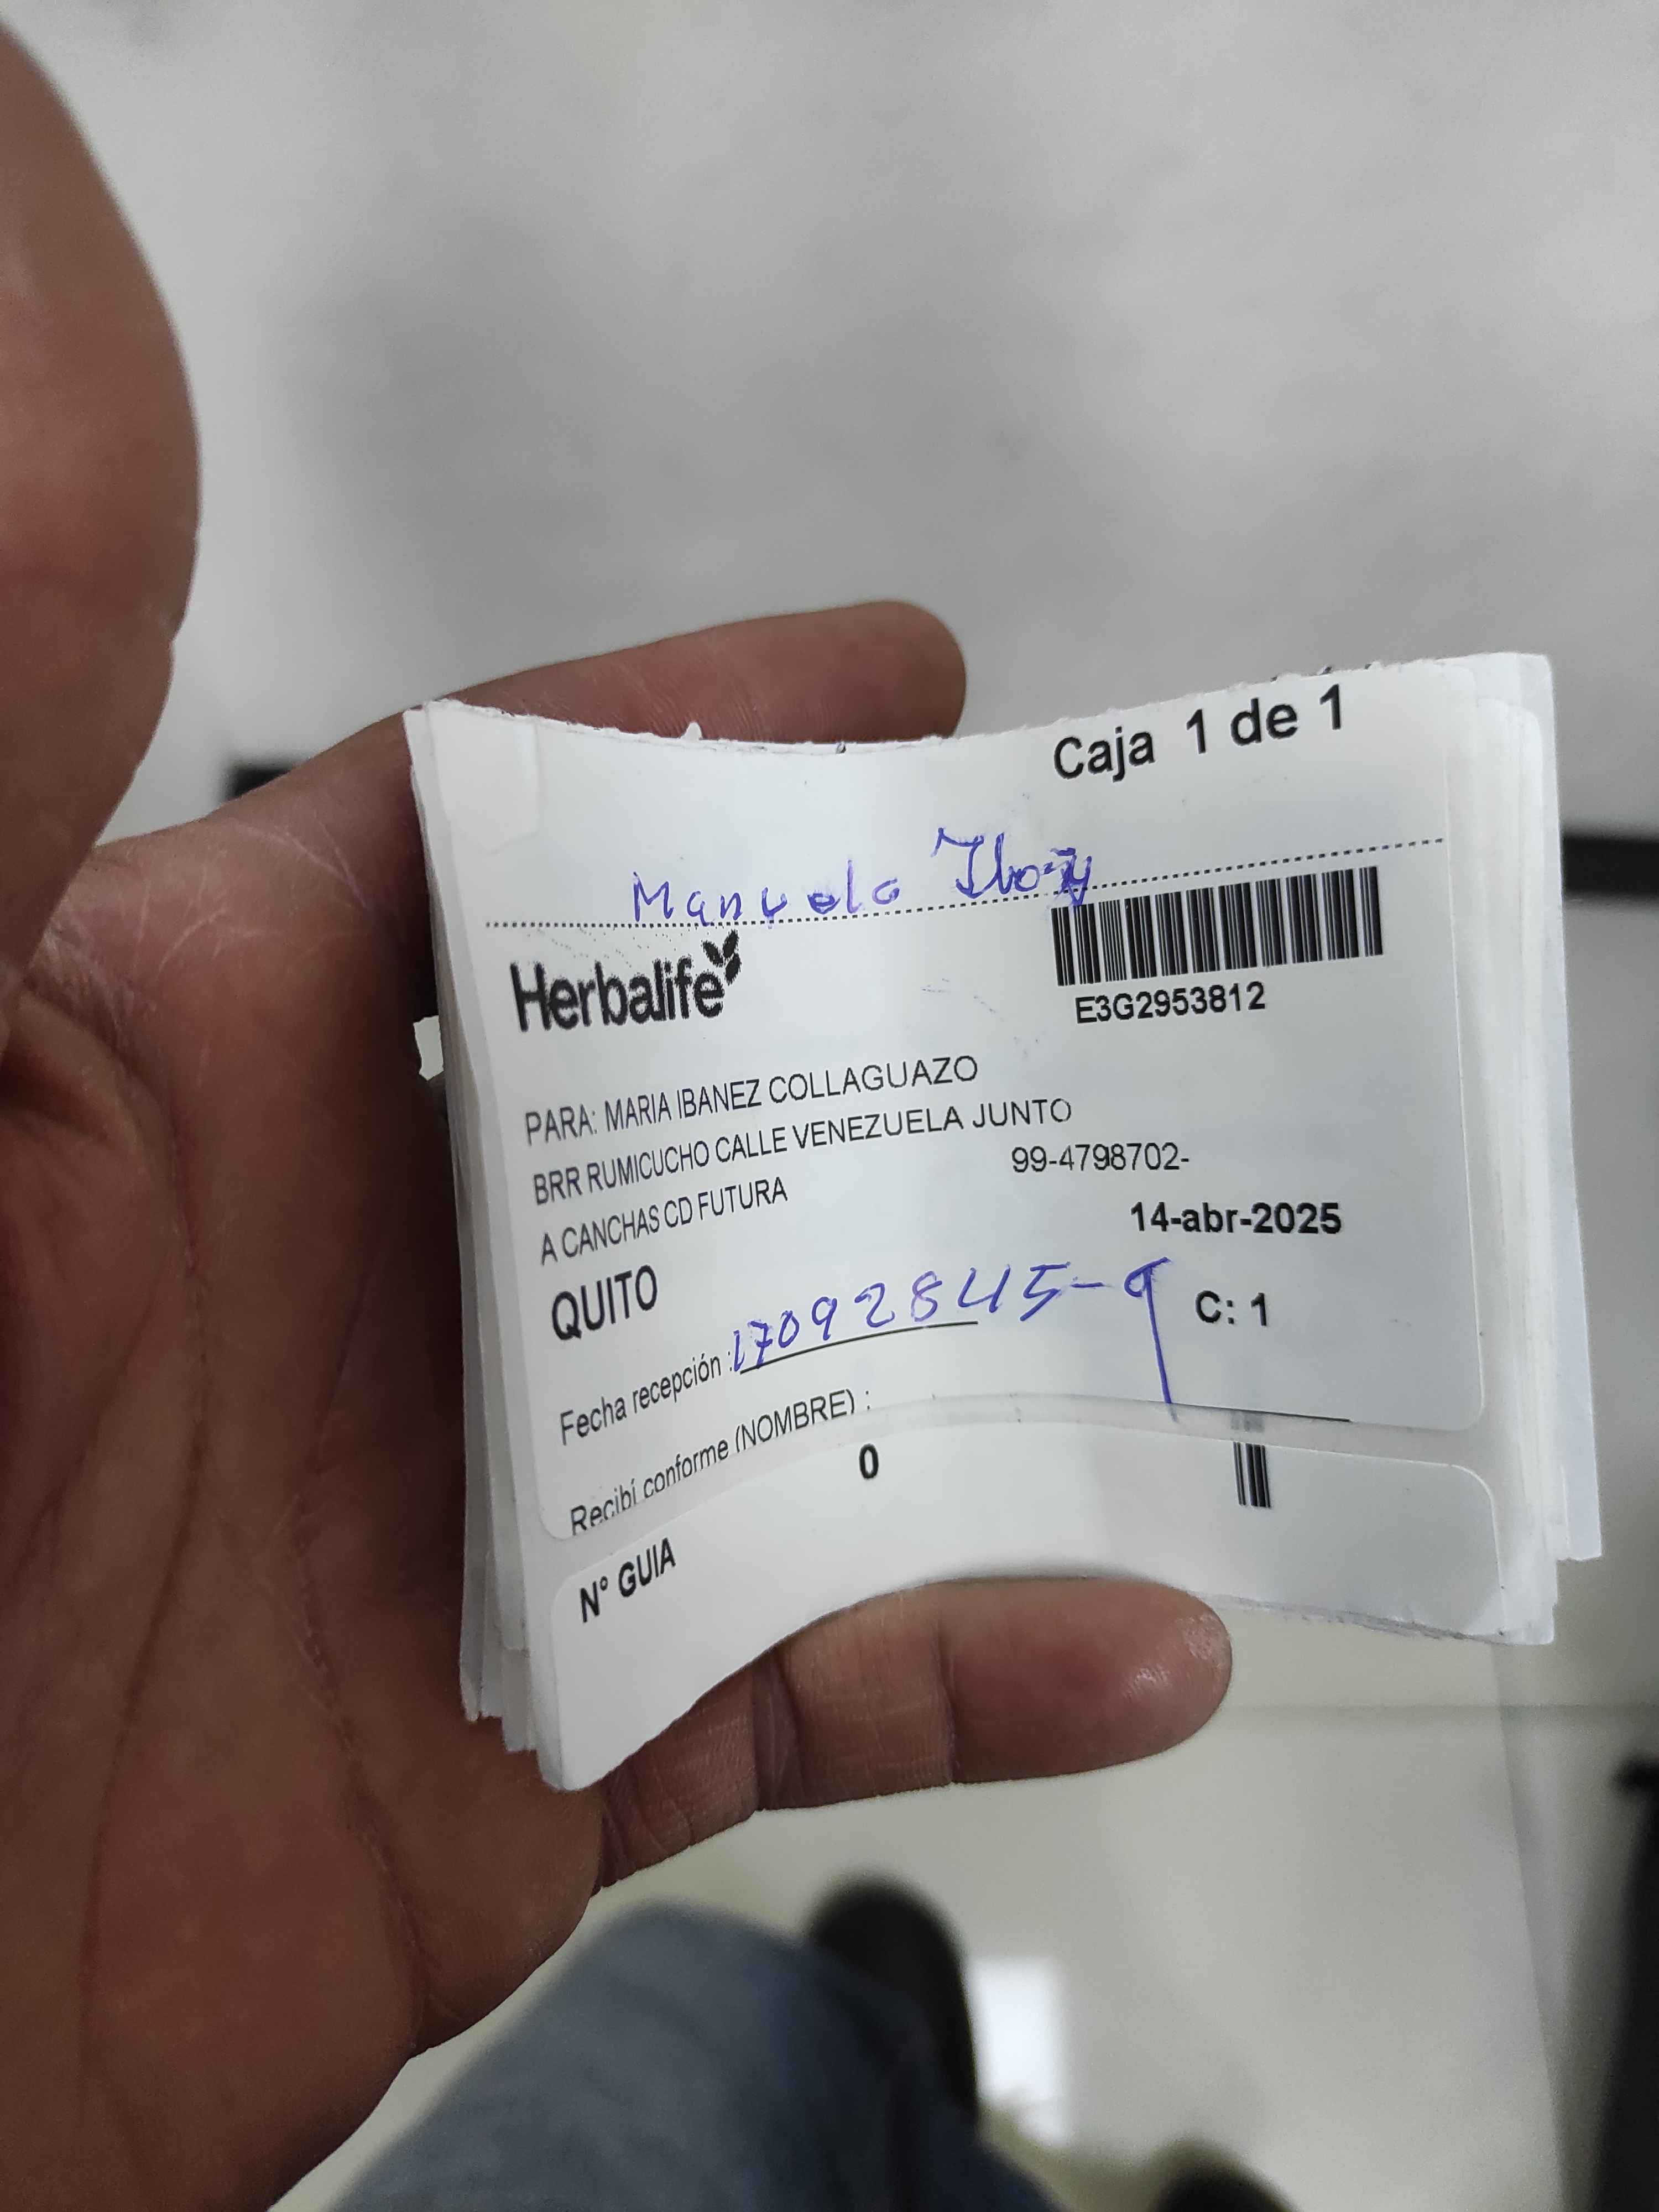 Caja 1 de 1
Manuela
Herbalife
E3G2953812
PARA: MARIA IBANEZ COLLAGUAZO
BRR RUMICUCHO CALLE VENEZUELA JUNTO
99-4798702-
A CANCHAS CD FUTURA
14-abr-2025
QUITO
C: 1
Fecha recepción : 170928445-9
Recibí conforme (NOMBRE) :
0
N° GUIA